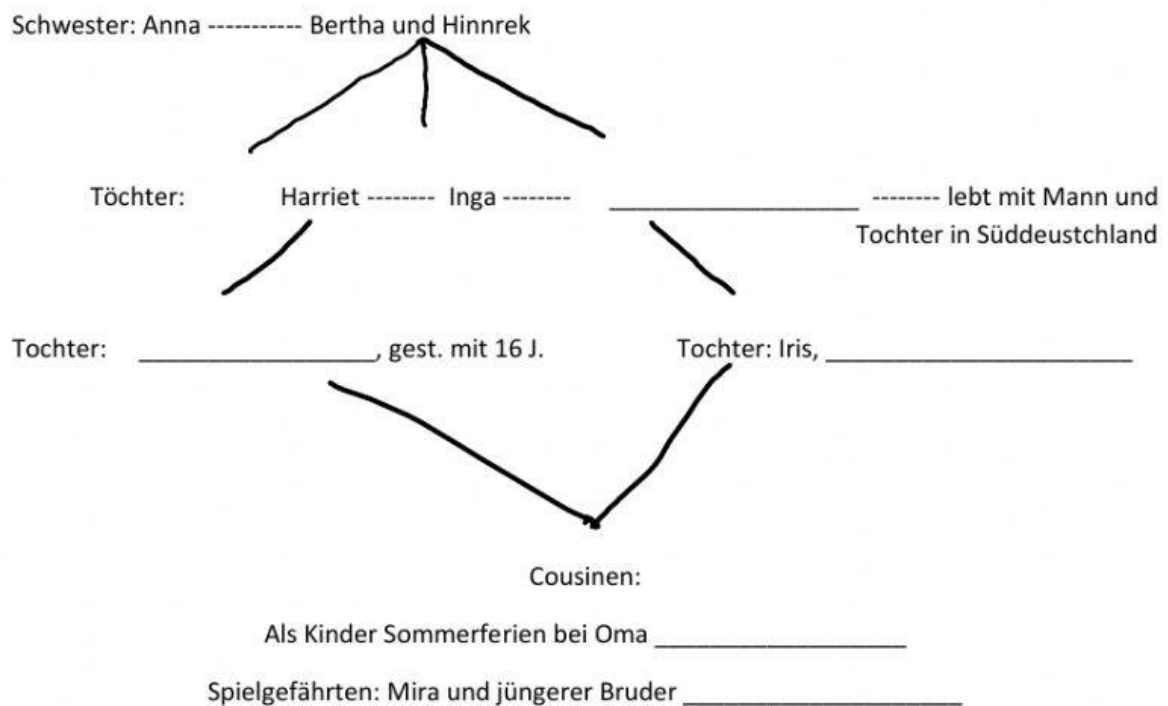 Schwester: Anna ----------- Bertha und Hinnrek
Töchter: Harriet -------- Inga -------- ___________________ -------- lebt mit Mann und
Tochter in Süddeustchland
Tochter: __________________, gest. mit 16 J. Tochter: Iris, _______________________
Cousinen:
Als Kinder Sommerferien bei Oma ___________________
Spielgefährten: Mira und jüngerer Bruder _____________________